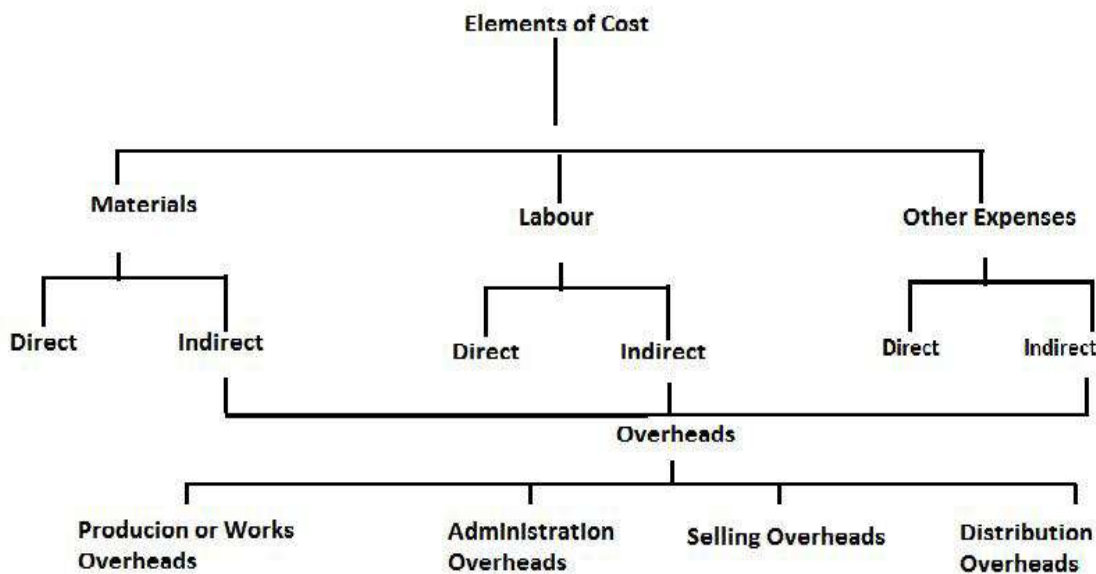 Elements of Cost
Materials
Labour
Other Expenses
Direct
Indirect
Direct
Indirect
Direct
Indirect
Overheads
Producion or Works
Overheads
Administration
Overheads
Selling Overheads
Distribution
Overheads